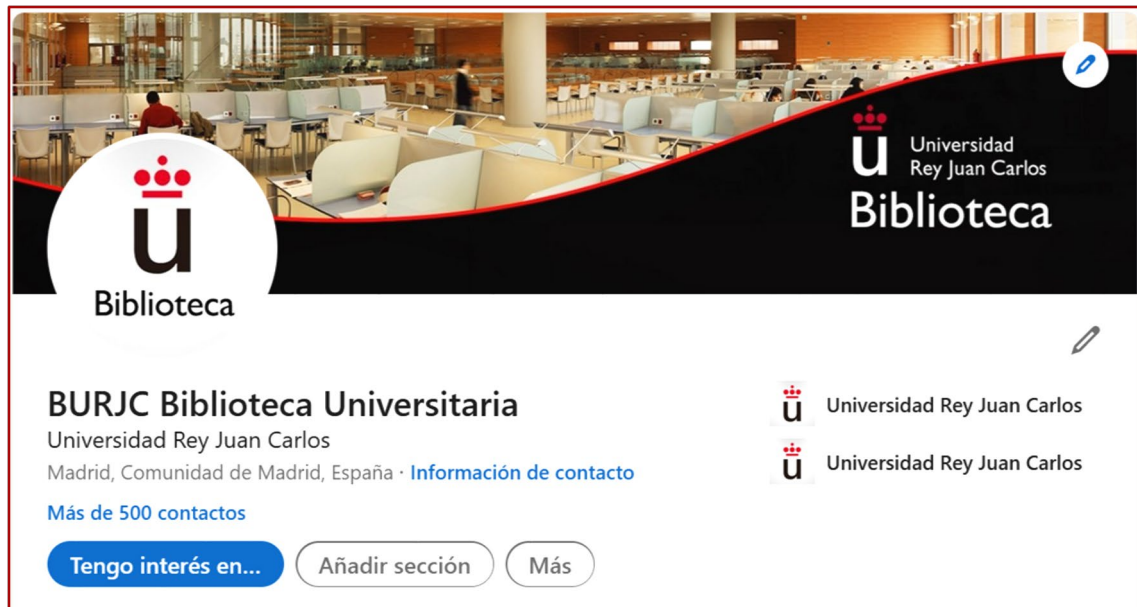 ü Universidad
Rey Juan Carlos
Biblioteca
u
Biblioteca
BURJC Biblioteca Universitaria
Universidad Rey Juan Carlos
Madrid, Comunidad de Madrid, España · Información de contacto
Más de 500 contactos
Tengo interés en... Añadir sección Más
u Universidad Rey Juan Carlos
u Universidad Rey Juan Carlos